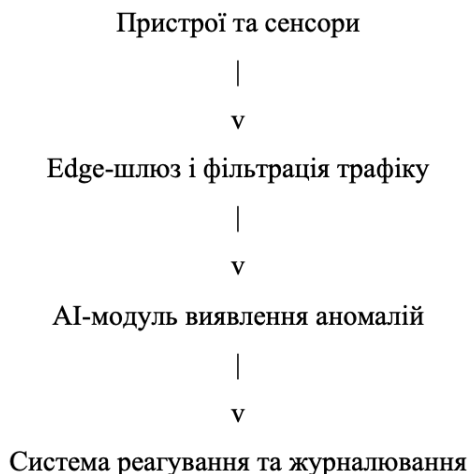 Пристрої та сенсори
|
v
Edge-шлюз і фільтрація трафіку
|
v
AI-модуль виявлення аномалій
|
v
Система реагування та журналювання